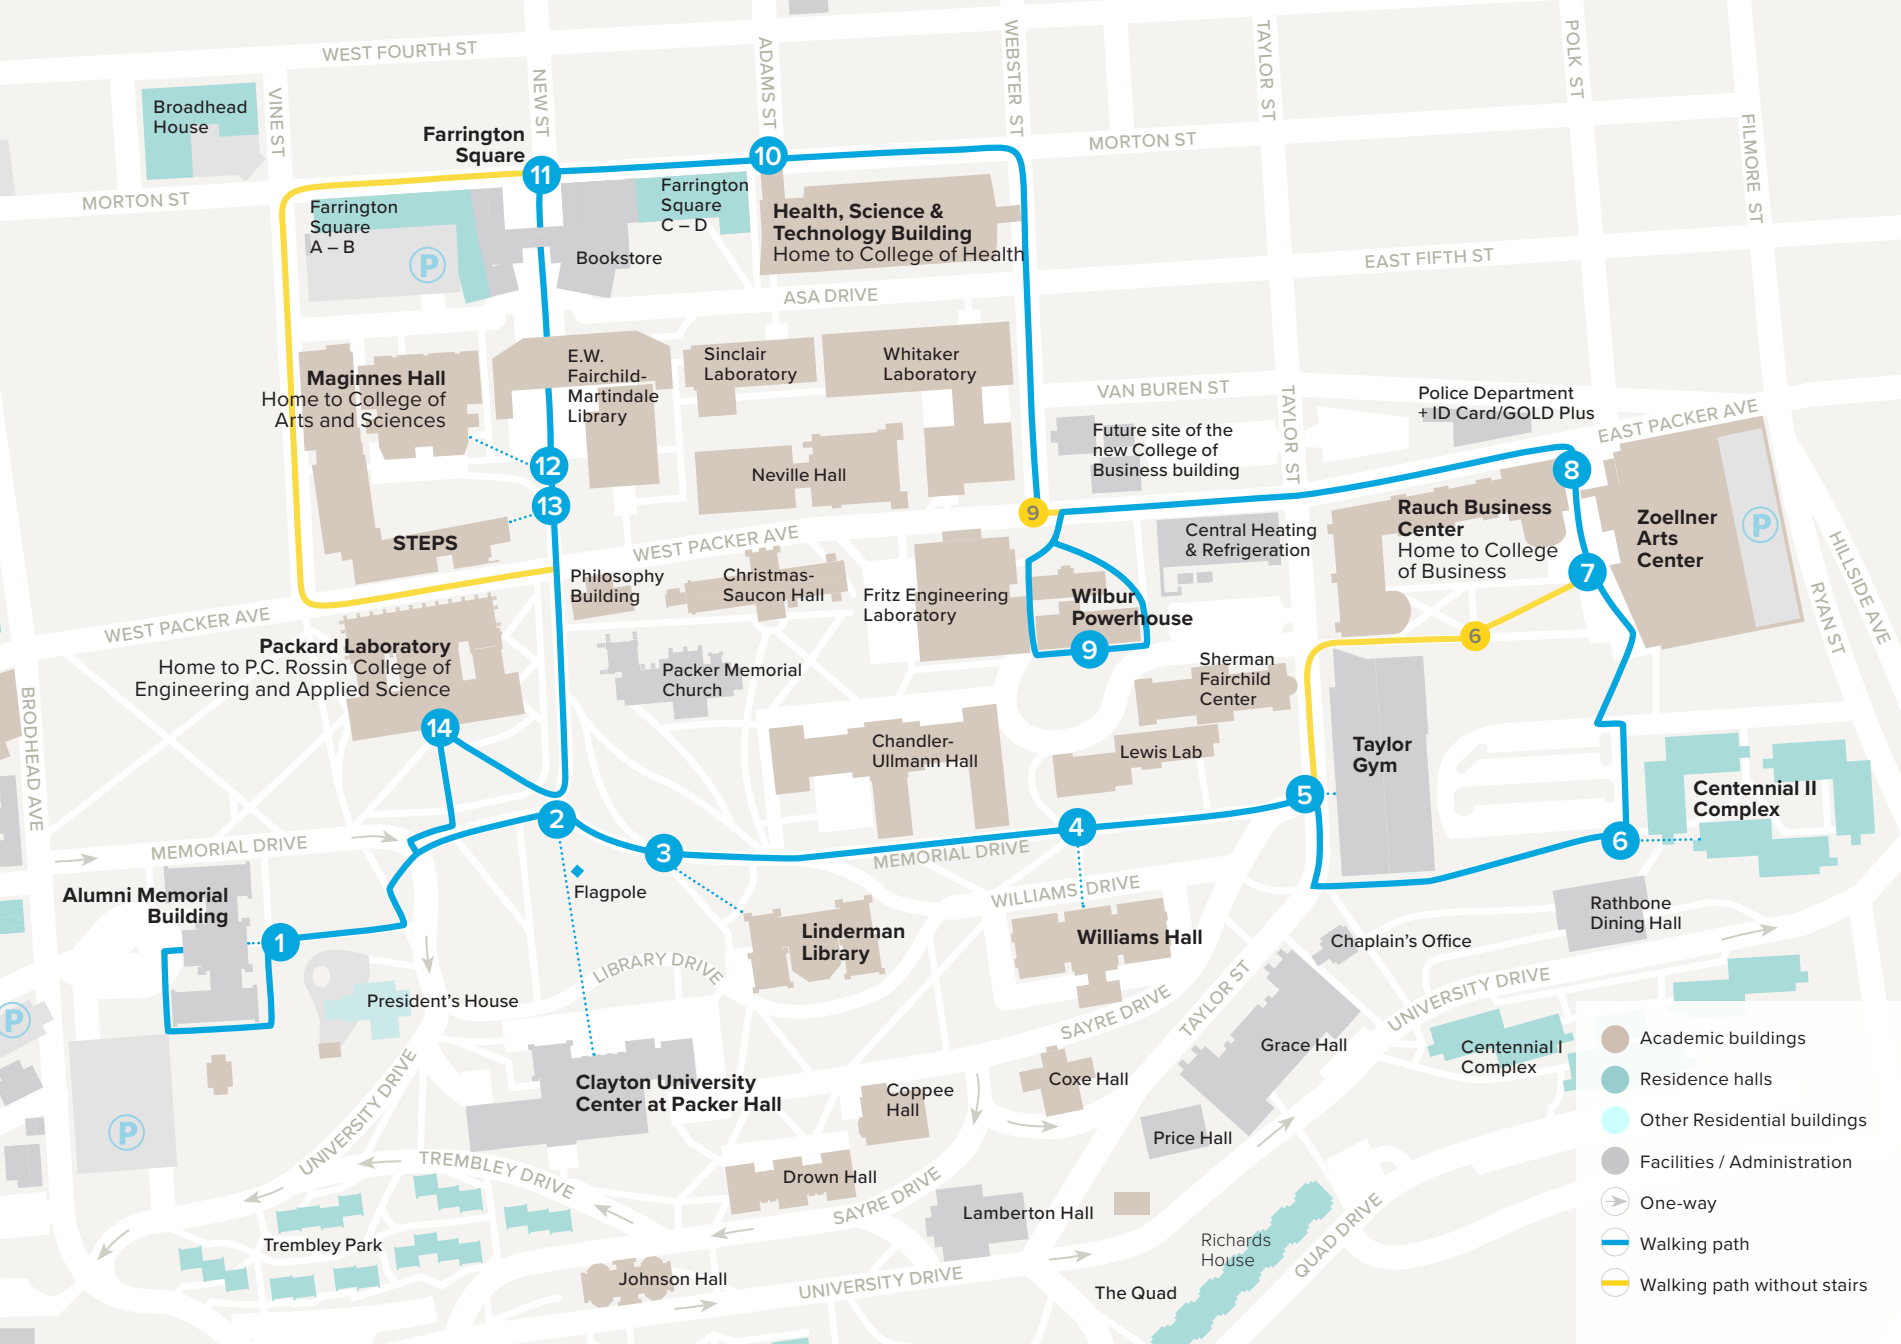 WEST FOURTH ST
NEW ST
ADAMS ST
WEBSTER ST
TAYLOR ST
POLK ST
Broadhead
House
VINE ST
Farrington
Square
11
10
MORTON ST
FILMORE ST
MORTON ST
Farrington
Square
A – B
P
Bookstore
Farrington
Square
C – D
Health, Science &
Technology Building
Home to College of Health
EAST FIFTH ST
ASA DRIVE
Maginnes Hall
Home to College of
Arts and Sciences
E.W.
Fairchild-
Martindale
Library
Sinclair
Laboratory
Whitaker
Laboratory
VAN BUREN ST
TAYLOR ST
Police Department
+ ID Card/GOLD Plus
EAST PACKER AVE
Future site of the
new College of
Business building
12
13
Neville Hall
8
9
STEPS
WEST PACKER AVE
Central Heating
& Refrigeration
Rauch Business
Center
Home to College
of Business
Zoellner
Arts
Center
P
HILLSIDE AVE
RYAN ST
Philosophy
Building
Christmas-
Saucon Hall
Fritz Engineering
Laboratory
Wilbur
Powerhouse
7
9
6
WEST PACKER AVE
Packard Laboratory
Home to P.C. Rossin College of
Engineering and Applied Science
Packer Memorial
Church
Sherman
Fairchild
Center
14
BRODHEAD AVE
Chandler-
Ullmann Hall
Lewis Lab
Taylor
Gym
Centennial II
Complex
5
2
3
4
6
MEMORIAL DRIVE
MEMORIAL DRIVE
Flagpole
WILLIAMS DRIVE
Alumni Memorial
Building
1
Linderman
Library
Williams Hall
Rathbone
Dining Hall
Chaplain's Office
LIBRARY DRIVE
President's House
P
UNIVERSITY DRIVE
SAYRE DRIVE
TAYLOR ST
Grace Hall
Centennial I
Complex
Clayton University
Center at Packer Hall
Coppee
Hall
Coxe Hall
P
UNIVERSITY DRIVE
Price Hall
TREMBLEY DRIVE
Drown Hall
SAYRE DRIVE
Lamberton Hall
Trembley Park
Richards
House
QUAD DRIVE
Johnson Hall
UNIVERSITY DRIVE
The Quad
Academic buildings
Residence halls
Other Residential buildings
Facilities / Administration
One-way
Walking path
Walking path without stairs